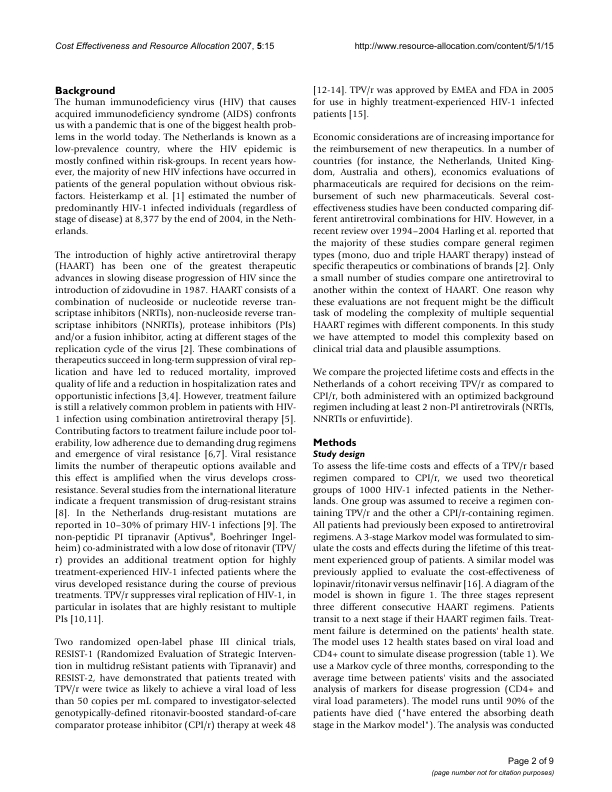 Cost Effectiveness and Resource Allocation 2007, 5:15
http://www.resource-allocation.com/content/5/1/15
Background
The human immunodeficiency virus (HIV) that causes
acquired immunodeficiency syndrome (AIDS) confronts
us with a pandemic that is one of the biggest health prob-
lems in the world today. The Netherlands is known as a
low-prevalence country, where the HIV epidemic is
mostly confined within risk-groups. In recent years how-
ever, the majority of new HIV infections have occurred in
patients of the general population without obvious risk-
factors. Heisterkamp et al. [1] estimated the number of
predominantly HIV-1 infected individuals (regardless of
stage of disease) at 8,377 by the end of 2004, in the Neth-
erlands.
The introduction of highly active antiretroviral therapy
(HAART) has been one of the greatest therapeutic
advances in slowing disease progression of HIV since the
introduction of zidovudine in 1987. HAART consists of a
combination of nucleoside or nucleotide reverse tran-
scriptase inhibitors (NRTIs), non-nucleoside reverse tran-
scriptase inhibitors (NNRTIs), protease inhibitors (PIs)
and/or a fusion inhibitor, acting at different stages of the
replication cycle of the virus [2]. These combinations of
therapeutics succeed in long-term suppression of viral rep-
lication and have led to reduced mortality, improved
quality of life and a reduction in hospitalization rates and
opportunistic infections [3,4]. However, treatment failure
is still a relatively common problem in patients with HIV-
1 infection using combination antiretroviral therapy [5].
Contributing factors to treatment failure include poor tol-
erability, low adherence due to demanding drug regimens
and emergence of viral resistance [6,7]. Viral resistance
limits the number of therapeutic options available and
this effect is amplified when the virus develops cross-
resistance. Several studies from the international literature
indicate a frequent transmission of drug-resistant strains
[8]. In the Netherlands drug-resistant mutations are
reported in 10–30% of primary HIV-1 infections [9]. The
non-peptidic PI tipranavir (Aptivus®, Boehringer Ingel-
heim) co-administrated with a low dose of ritonavir (TPV/
r) provides an additional treatment option for highly
treatment-experienced HIV-1 infected patients where the
virus developed resistance during the course of previous
treatments. TPV/r suppresses viral replication of HIV-1, in
particular in isolates that are highly resistant to multiple
PIs [10,11].
Two randomized open-label phase III clinical trials,
RESIST-1 (Randomized Evaluation of Strategic Interven-
tion in multidrug reSistant patients with Tipranavir) and
RESIST-2, have demonstrated that patients treated with
TPV/r were twice as likely to achieve a viral load of less
than 50 copies per mL compared to investigator-selected
genotypically-defined ritonavir-boosted standard-of-care
comparator protease inhibitor (CPI/r) therapy at week 48
[12-14]. TPV/r was approved by EMEA and FDA in 2005
for use in highly treatment-experienced HIV-1 infected
patients [15].
Economic considerations are of increasing importance for
the reimbursement of new therapeutics. In a number of
countries (for instance, the Netherlands, United King-
dom, Australia and others), economics evaluations of
pharmaceuticals are required for decisions on the reim-
bursement of such new pharmaceuticals. Several cost-
effectiveness studies have been conducted comparing dif-
ferent antiretroviral combinations for HIV. However, in a
recent review over 1994–2004 Harling et al. reported that
the majority of these studies compare general regimen
types (mono, duo and triple HAART therapy) instead of
specific therapeutics or combinations of brands [2]. Only
a small number of studies compare one antiretroviral to
another within the context of HAART. One reason why
these evaluations are not frequent might be the difficult
task of modeling the complexity of multiple sequential
HAART regimes with different components. In this study
we have attempted to model this complexity based on
clinical trial data and plausible assumptions.
We compare the projected lifetime costs and effects in the
Netherlands of a cohort receiving TPV/r as compared to
CPI/r, both administered with an optimized background
regimen including at least 2 non-PI antiretrovirals (NRTIs,
NNRTIs or enfuvirtide).
Methods
Study design
To assess the life-time costs and effects of a TPV/r based
regimen compared to CPI/r, we used two theoretical
groups of 1000 HIV-1 infected patients in the Nether-
lands. One group was assumed to receive a regimen con-
taining TPV/r and the other a CPI/r-containing regimen.
All patients had previously been exposed to antiretroviral
regimens. A 3-stage Markov model was formulated to sim-
ulate the costs and effects during the lifetime of this treat-
ment experienced group of patients. A similar model was
previously applied to evaluate the cost-effectiveness of
lopinavir/ritonavir versus nelfinavir [16]. A diagram of the
model is shown in figure 1. The three stages represent
three different consecutive HAART regimens. Patients
transit to a next stage if their HAART regimen fails. Treat-
ment failure is determined on the patients' health state.
The model uses 12 health states based on viral load and
CD4+ count to simulate disease progression (table 1). We
use a Markov cycle of three months, corresponding to the
average time between patients' visits and the associated
analysis of markers for disease progression (CD4+ and
viral load parameters). The model runs until 90% of the
patients have died ("have entered the absorbing death
stage in the Markov model"). The analysis was conducted
Page 2 of 9
(page number not for citation purposes)